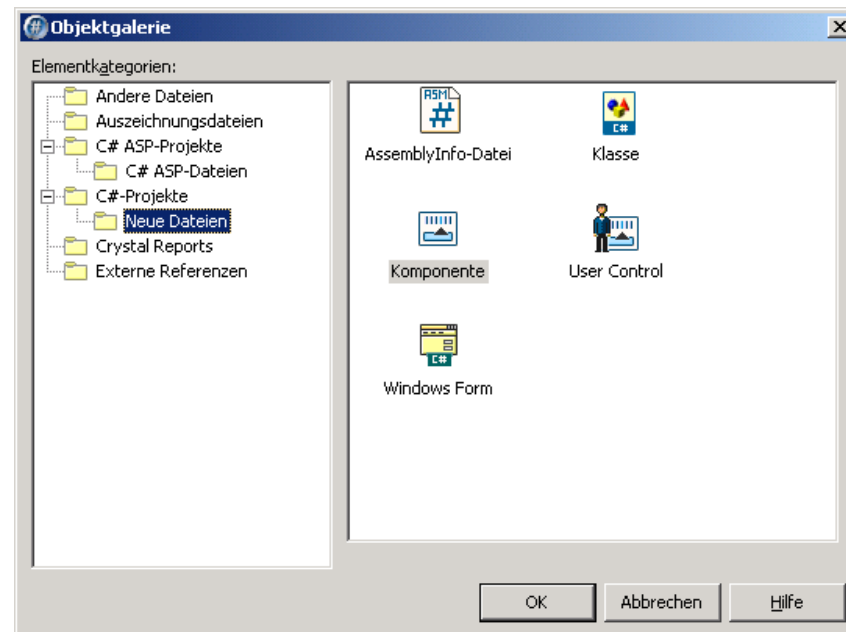 Objektgalerie
Elementkategorien:
Andere Dateien
Auszeichnungsdateien
C# ASP-Projekte
C# ASP-Dateien
C#-Projekte
Neue Dateien
Crystal Reports
Externe Referenzen
ASM
#
AssemblyInfo-Datei
C#
Klasse
Komponente
User Control
C#
Windows Form
OK
Abbrechen
Hilfe